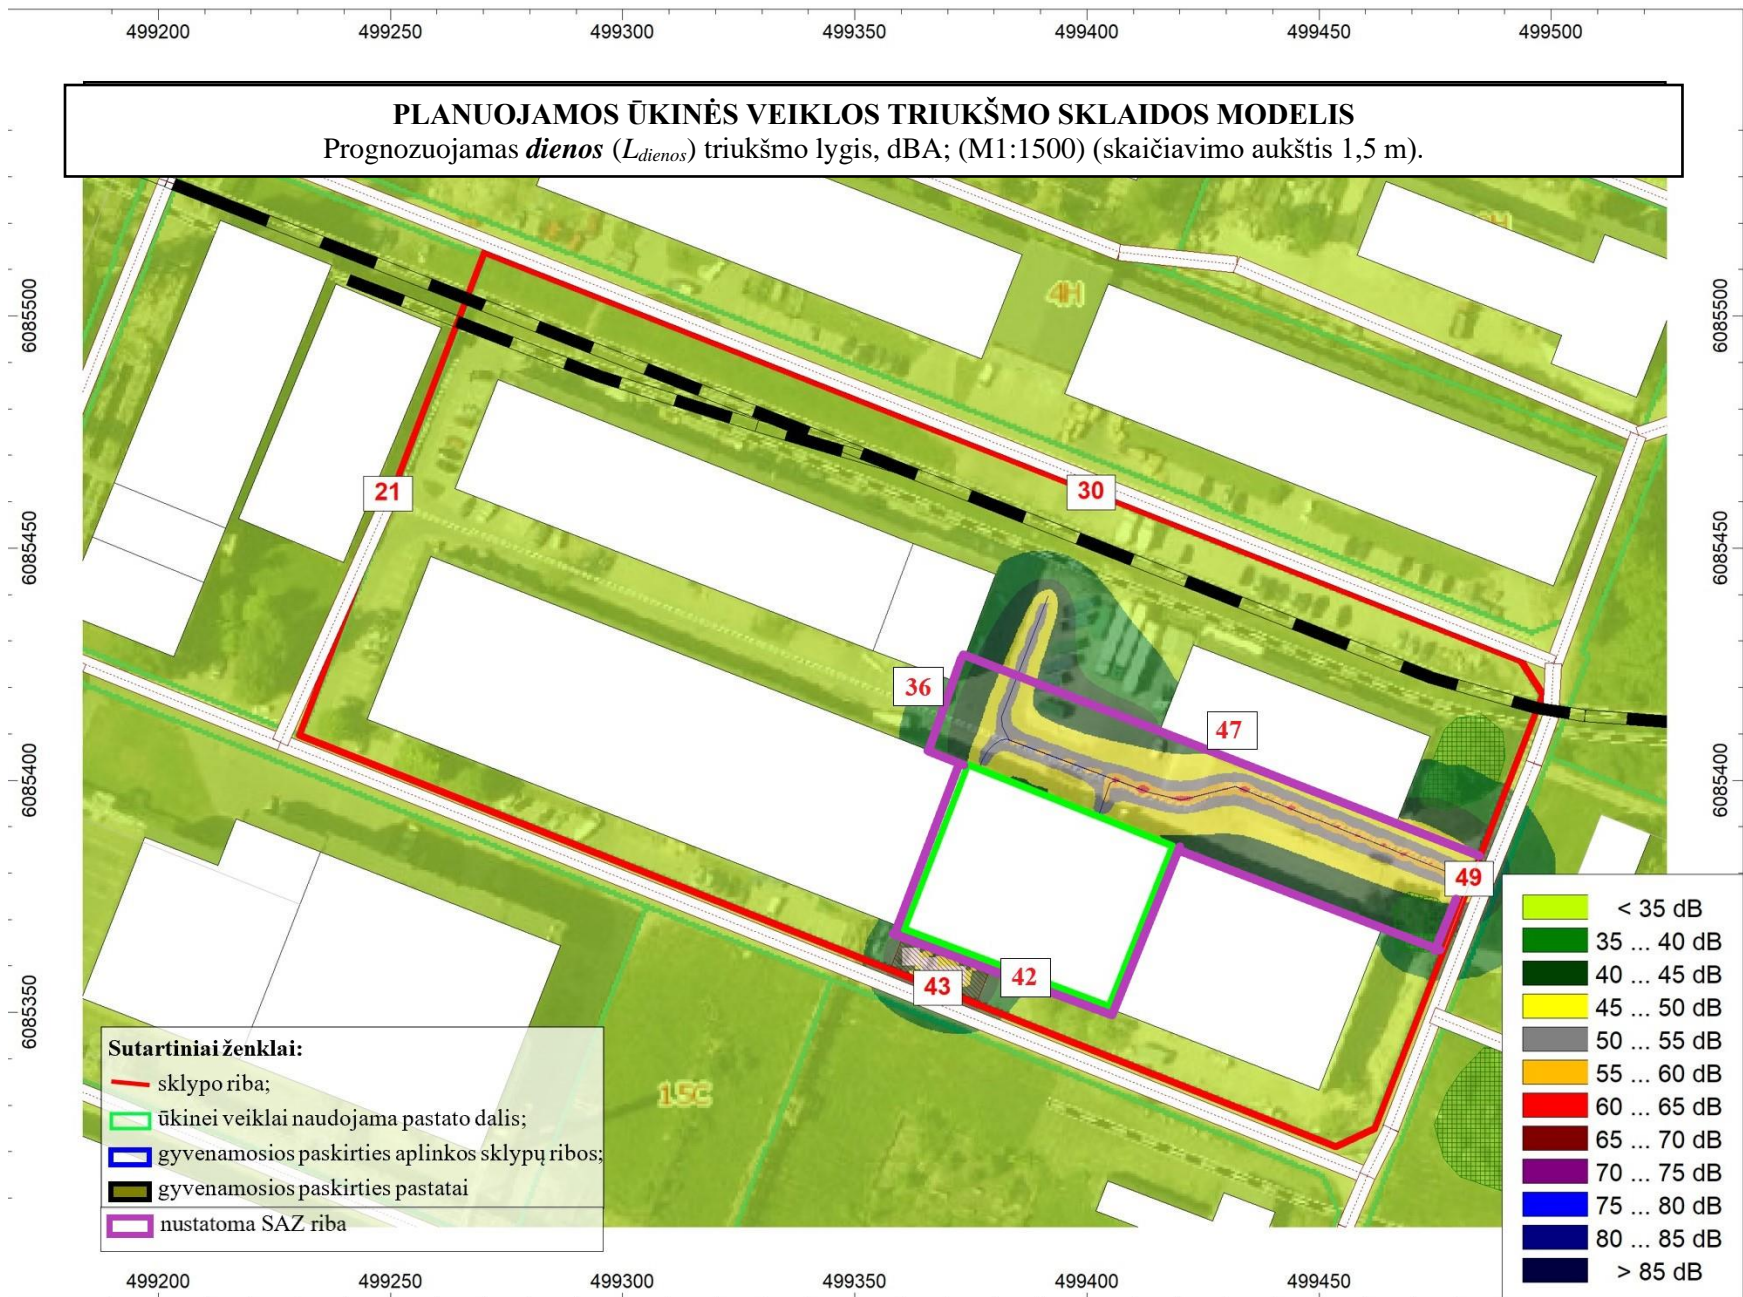 499200 499250 499300 499350 499400 499450 499500
PLANUOJAMOS ŪKINĖS VEIKLOS TRIUKŠMO SKLAIDOS MODELIS
Prognozuojamas dienos (Ldienos) triukšmo lygis, dBA; (M1:1500) (skaičiavimo aukštis 1,5 m).
6085500
6085450
6085400
6085350
6085500
6085450
6085400
4H
21
30
36
47
49
43
42
15C
Sutartiniai ženklai:
sklypo riba;
ūkinei veiklai naudojama pastato dalis;
gyvenamosios paskirties aplinkos sklypų ribos;
gyvenamosios paskirties pastatai
nustatoma SAZ riba
< 35 dB
35 ... 40 dB
40 ... 45 dB
45 ... 50 dB
50 ... 55 dB
55 ... 60 dB
60 ... 65 dB
65 ... 70 dB
70 ... 75 dB
75 ... 80 dB
80 ... 85 dB
> 85 dB
499200 499250 499300 499350 499400 499450